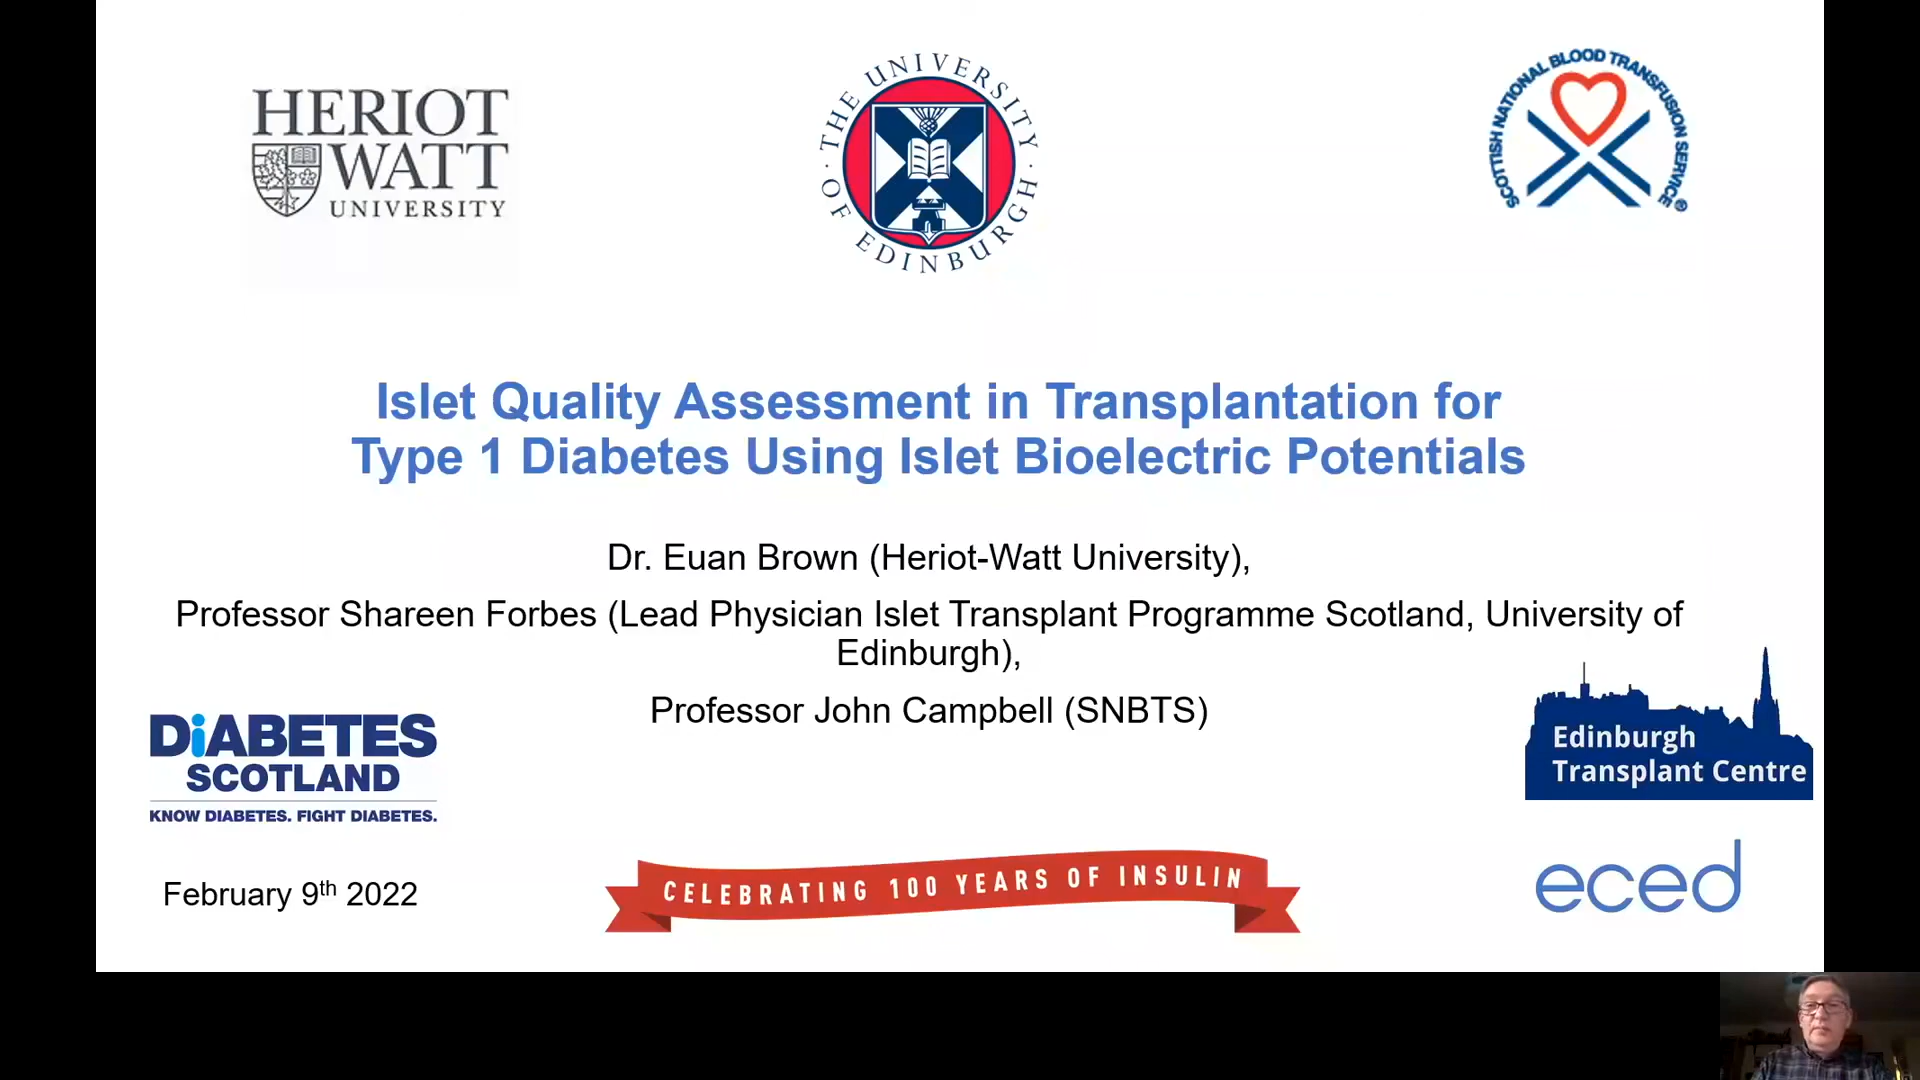 HERIOT
WATT
UNIVERSITY
THE UNIVERSITY
OF EDINBURGH
SCOTTISH NATIONAL BLOOD TRANSFUSION SERVICE®
Islet Quality Assessment in Transplantation for
Type 1 Diabetes Using Islet Bioelectric Potentials
Dr. Euan Brown (Heriot-Watt University),
Professor Shareen Forbes (Lead Physician Islet Transplant Programme Scotland, University of
Edinburgh),
Professor John Campbell (SNBTS)
DiABETES
SCOTLAND
KNOW DIABETES. FIGHT DIABETES.
Edinburgh
Transplant Centre
February 9th 2022
CELEBRATING 100 YEARS OF INSULIN
eced